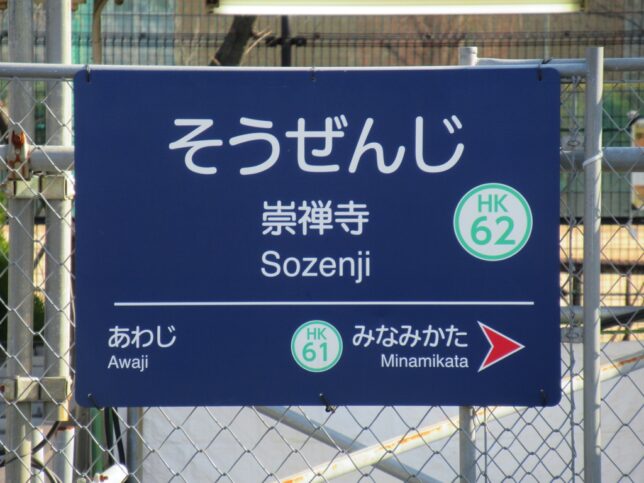 そうぜんじ
崇禅寺
Sozenji
HK
62
あわじ
Awaji
HK
61
みなみかた
Minamikata